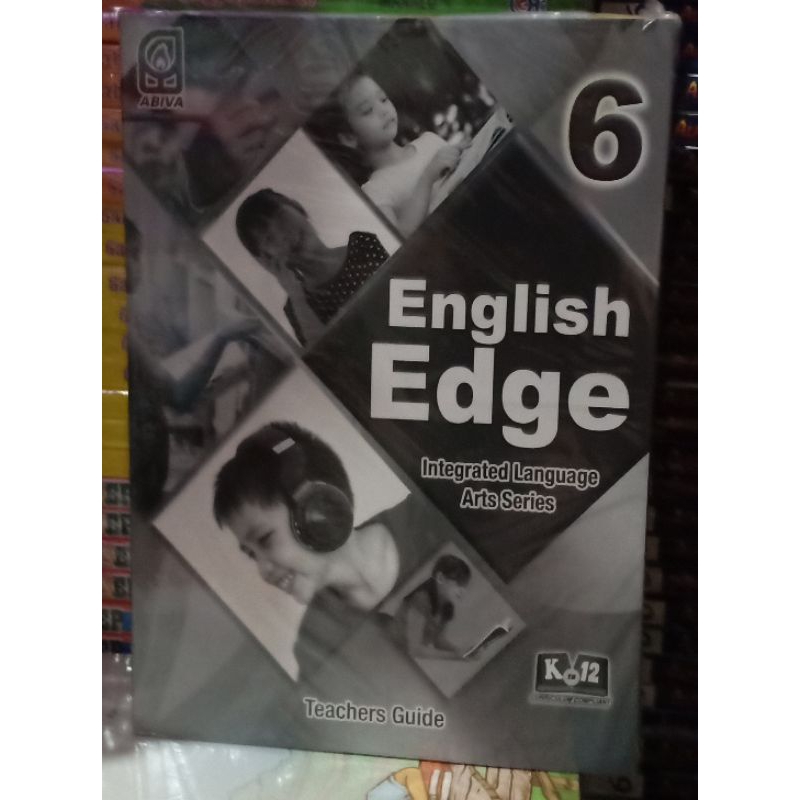 ABIVA
6
English
Edge
Integrated Language
Arts Series
K to 12
Teachers Guide